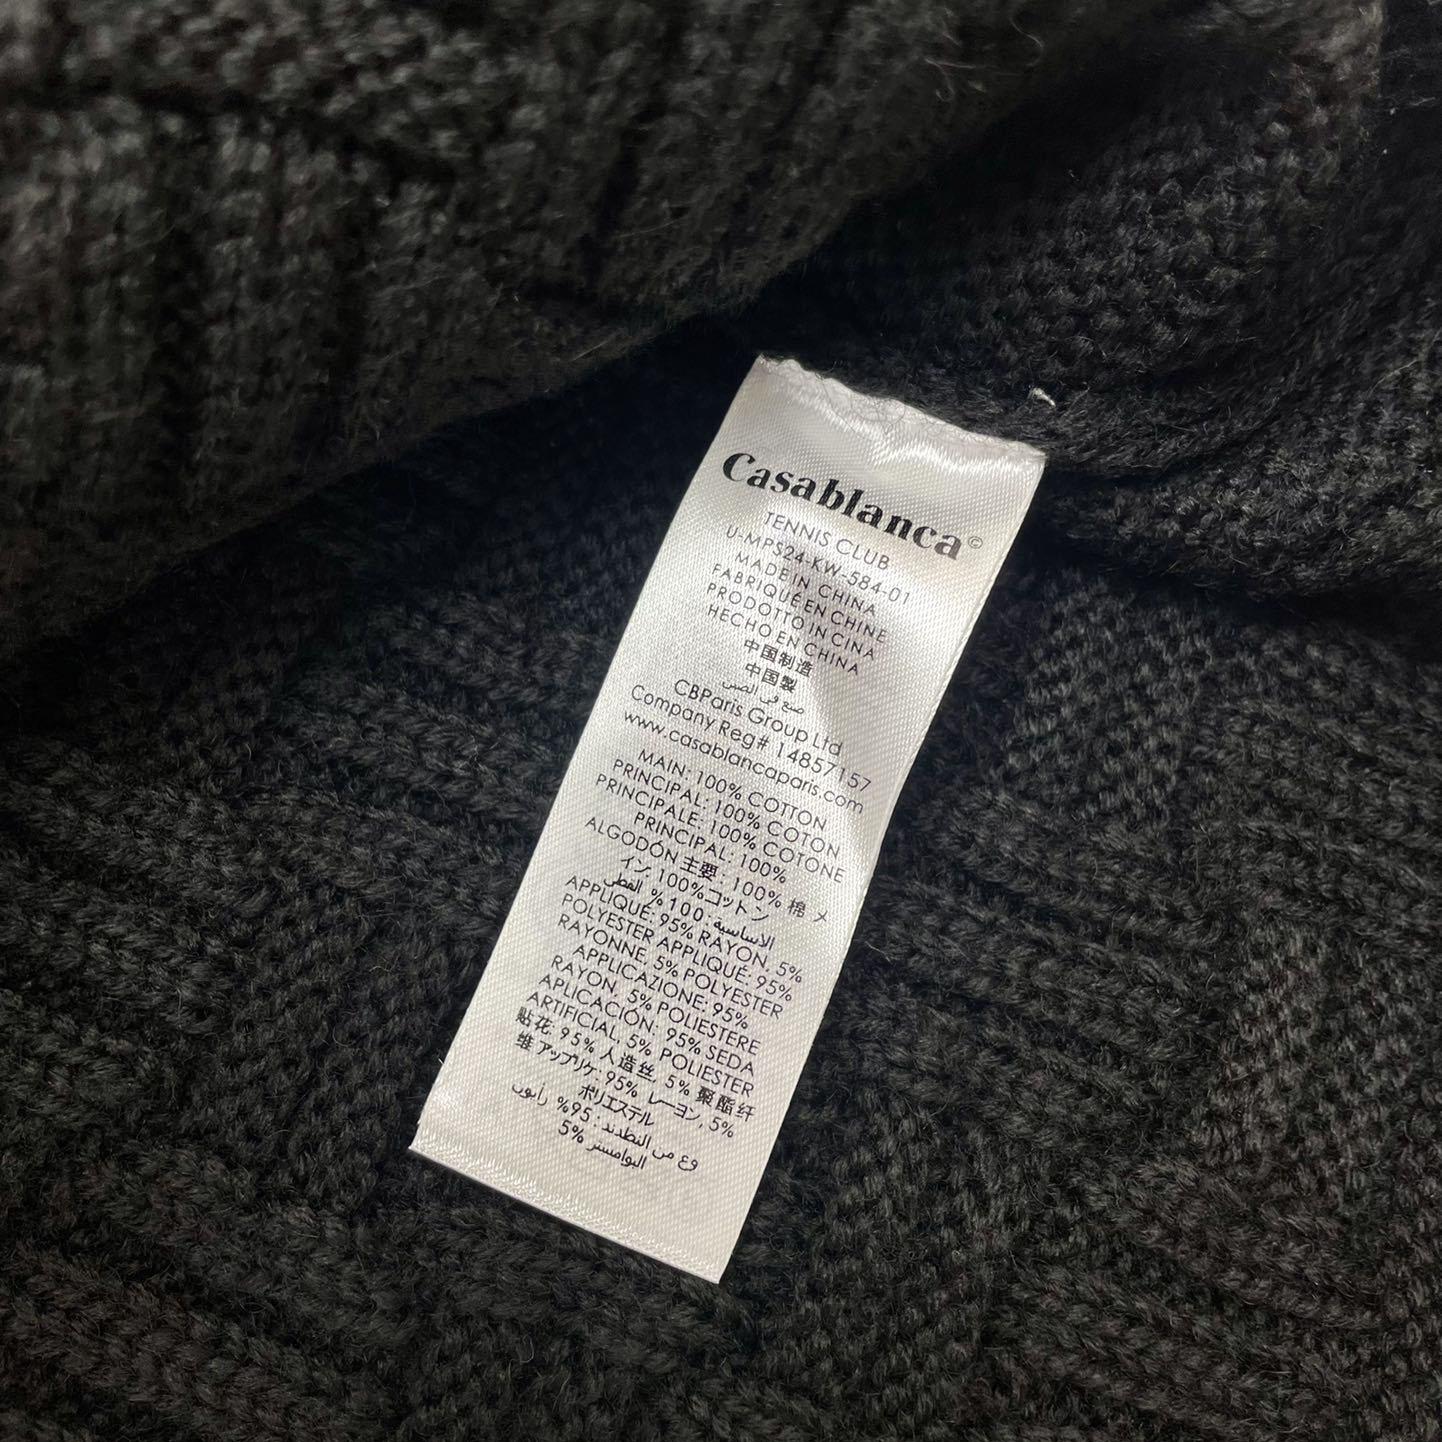 Casablanca©
TENNIS CLUB
U-MPS24-KW-584-01
MADE IN CHINA
FABRIQUÉ EN CHINE
PRODOTTO IN CINA
HECHO EN CHINA
中国制造
中国製
صنع في الصين
CBParis Group Ltd
Company Reg# 14857157
www.casablancaparis.com
MAIN: 100% COTTON
PRINCIPAL: 100% COTON
PRINCIPALE: 100% COTONE
PRINCIPAL: 100%
ALGODÓN 主要: 100% 棉 メ
イン 100%コットン
الاساسية: 100 % القطن
APPLIQUE: 95% RAYON, 5%
POLYESTER APPLIQUÉ: 95%
RAYONNE, 5% POLYESTER
APPLICAZIONE: 95%
RAYON, 5% POLIESTERE
APLICACIÓN: 95% SEDA
ARTIFICIAL, 5% POLIESTER
贴花: 95% 人造丝, 5% 聚酯纤
维 アップリケ: 95% レーヨン, 5%
ポリエステル
وع من : 95% رأيون
5%